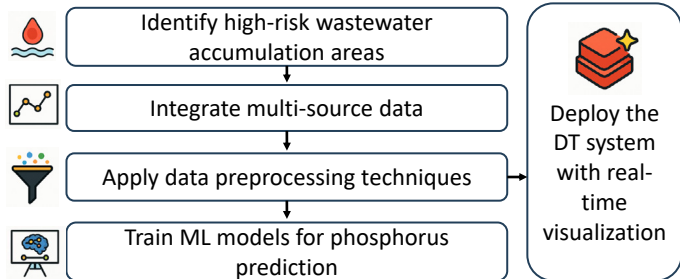 Identify high-risk wastewater
accumulation areas
Integrate multi-source data
Apply data preprocessing techniques
Train ML models for phosphorus
prediction
Deploy the
DT system
with real-
time
visualization